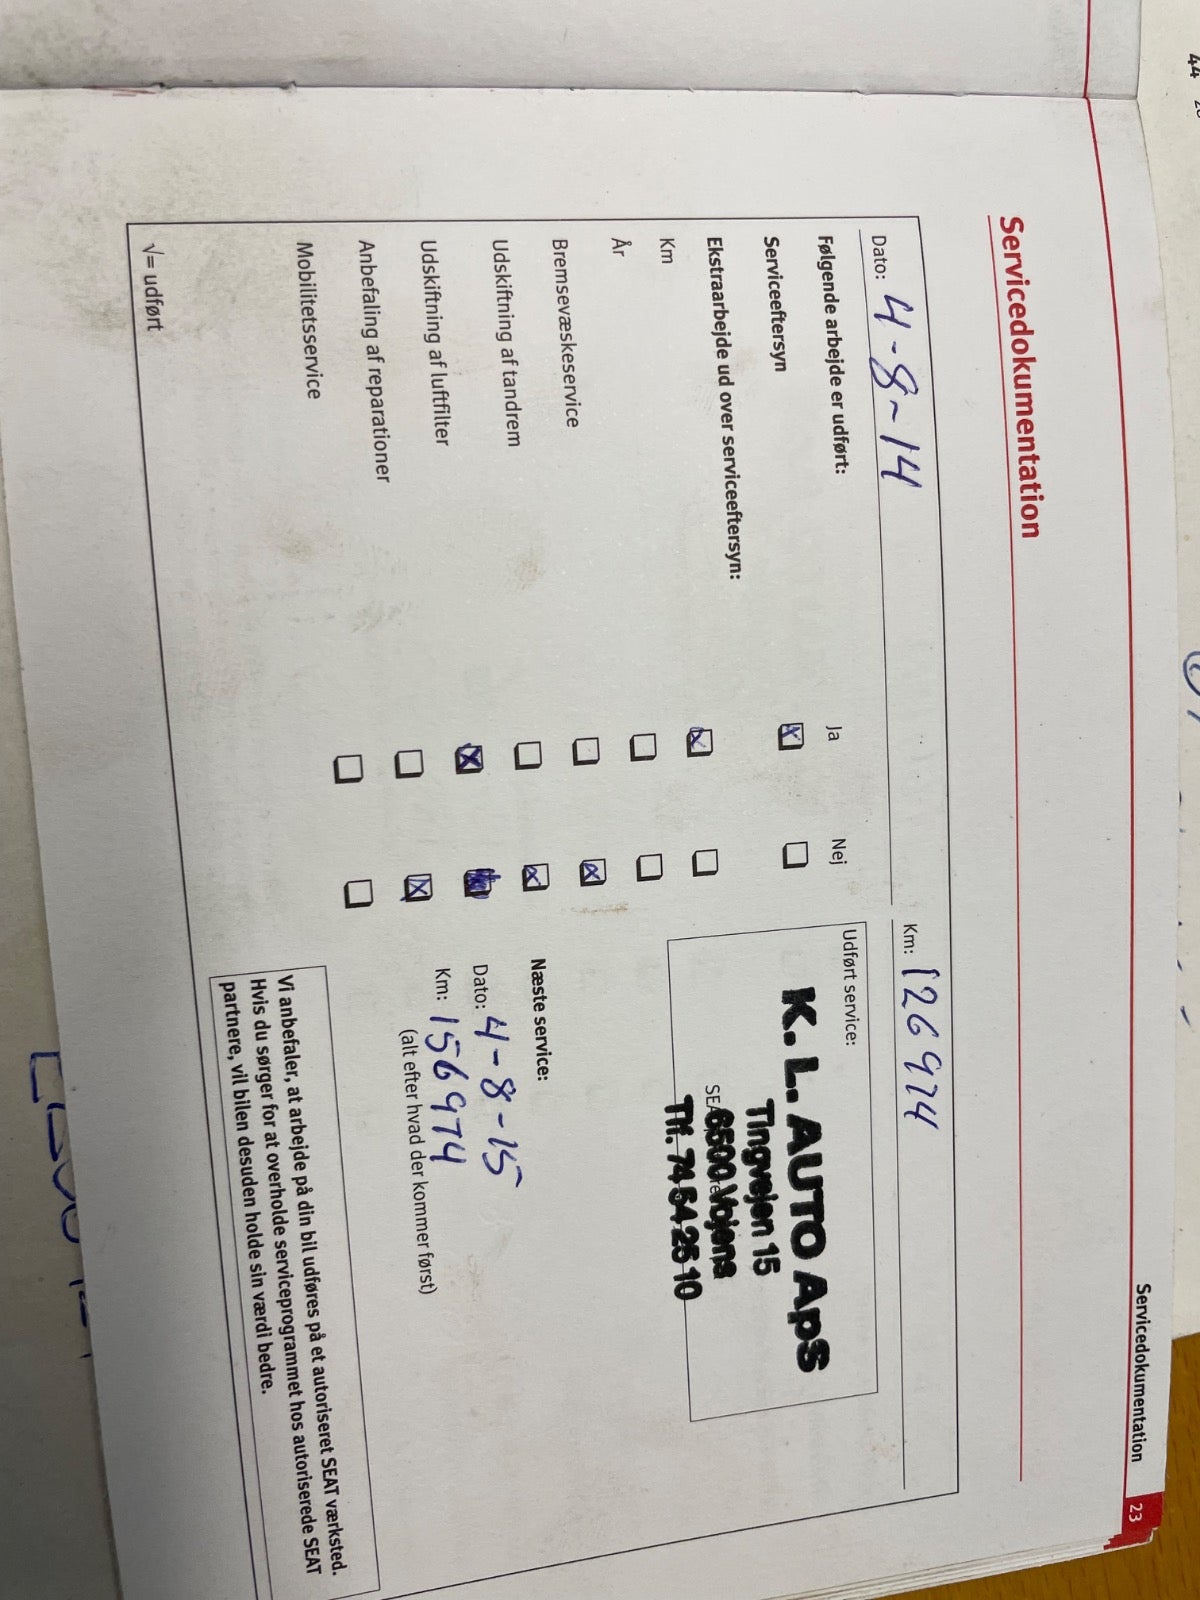 Servicedokumentation
23
Servicedokumentation
Dato: 4-8-14
Km: 126974
Følgende arbejde er udført:
Ja
Nej
Serviceeftersyn
Ekstraarbejde ud over serviceeftersyn:
Km
År
Bremsevæskeservice
Udskiftning af tandrem
Udskiftning af luftfilter
Anbefaling af reparationer
Mobilitetsservice
√= udført
Udført service:
K. L. AUTO ApS
Tingvejen 15
6500 Vojens
Tlf. 74 54 25 10
Næste service:
Dato: 4-8-15
Km: 156974
(alt efter hvad der kommer først)
Vi anbefaler, at arbejde på din bil udføres på et autoriseret SEAT værksted.
Hvis du sørger for at overholde serviceprogrammet hos autoriserede SEAT
partnere, vil bilen desuden holde sin værdi bedre.
44